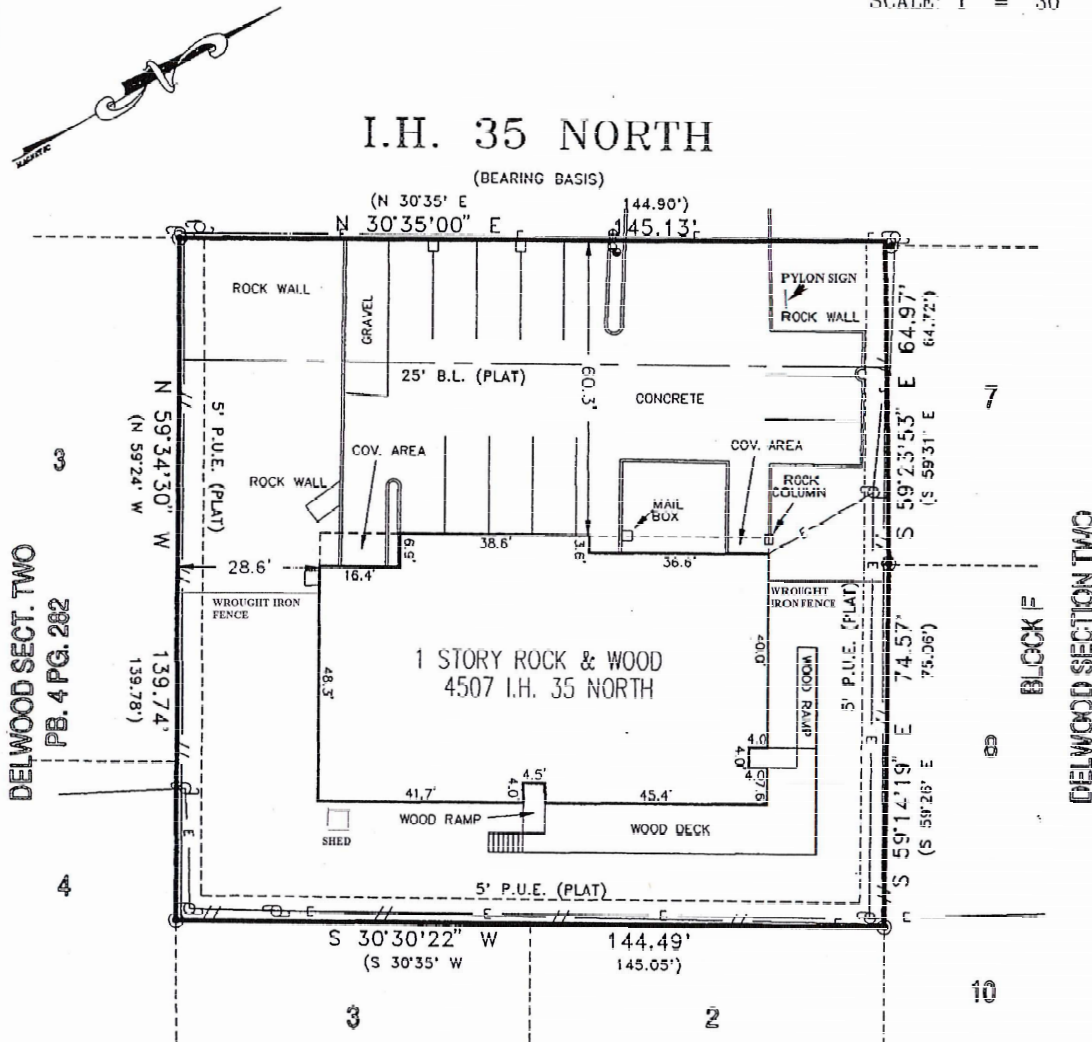 SCALE: 1" = 30'
MAGNETIC
I.H. 35 NORTH
(BEARING BASIS)
(N 30°35' E 144.90')
N 30°35'00" E 145.13'
ROCK WALL
GRAVEL
PYLON SIGN
ROCK WALL
25' B.L. (PLAT)
60.3'
CONCRETE
64.97'
(S 59°31' E 64.72')
7
3
N 59°34'30" W 139.74'
(N 59°24' W 139.78')
5' P.U.E. (PLAT)
COV. AREA
COV. AREA
ROCK WALL
MAIL BOX
ROCK COLUMN
38.6'
3.6'
6.9'
36.6'
16.4'
28.6'
WROUGHT IRON FENCE
WROUGHT IRON FENCE
DELWOOD SECT. TWO
PB. 4 PG. 282
1 STORY ROCK & WOOD
4507 I.H. 35 NORTH
48.3'
40.0'
WOOD RAMP
5' P.U.E. (PLAT)
S 59°14'19" E 74.57'
(S 59°26' E 75.06')
BLOCK F
DELWOOD SECTION TWO
8
4.0
4.0'
4.0
7.6'
4.5'
4.0'
41.7'
45.4'
WOOD RAMP
WOOD DECK
SHED
4
5' P.U.E. (PLAT)
S 30°30'22" W 144.49'
(S 30°35' W 145.05')
3
2
10